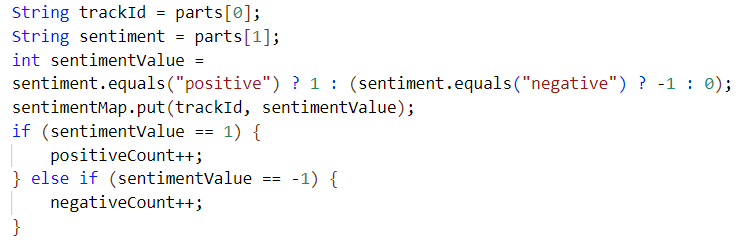 String trackId = parts[0];
String sentiment = parts[1];
int sentimentValue =
sentiment.equals("positive") ? 1 : (sentiment.equals("negative") ? -1 : 0);
sentimentMap.put(trackId, sentimentValue);
if (sentimentValue == 1) {
    positiveCount++;
} else if (sentimentValue == -1) {
    negativeCount++;
}